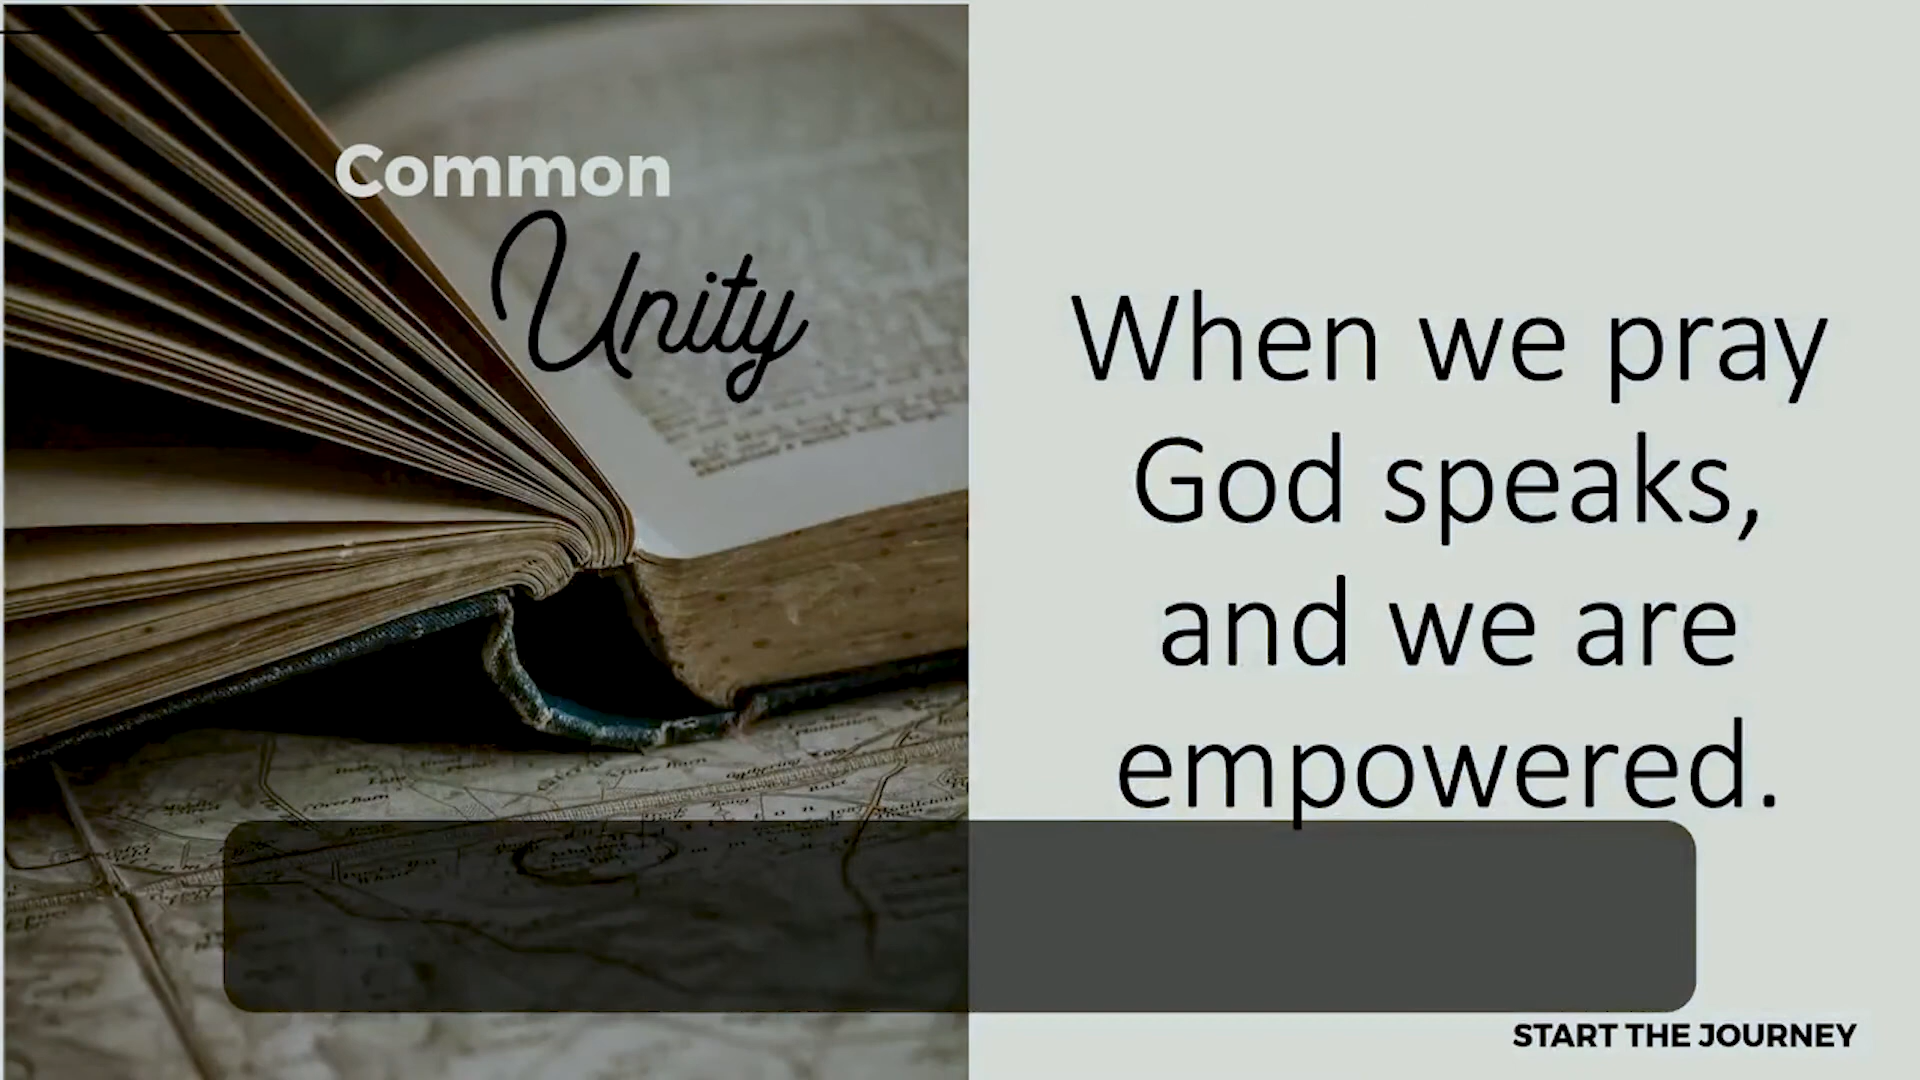 Common
Unity
When we pray
God speaks,
and we are
empowered.
START THE JOURNEY